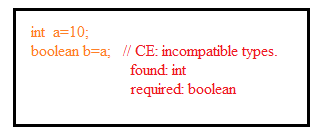 int  a=10;
boolean b=a;   // CE: incompatible types.
found: int
required: boolean